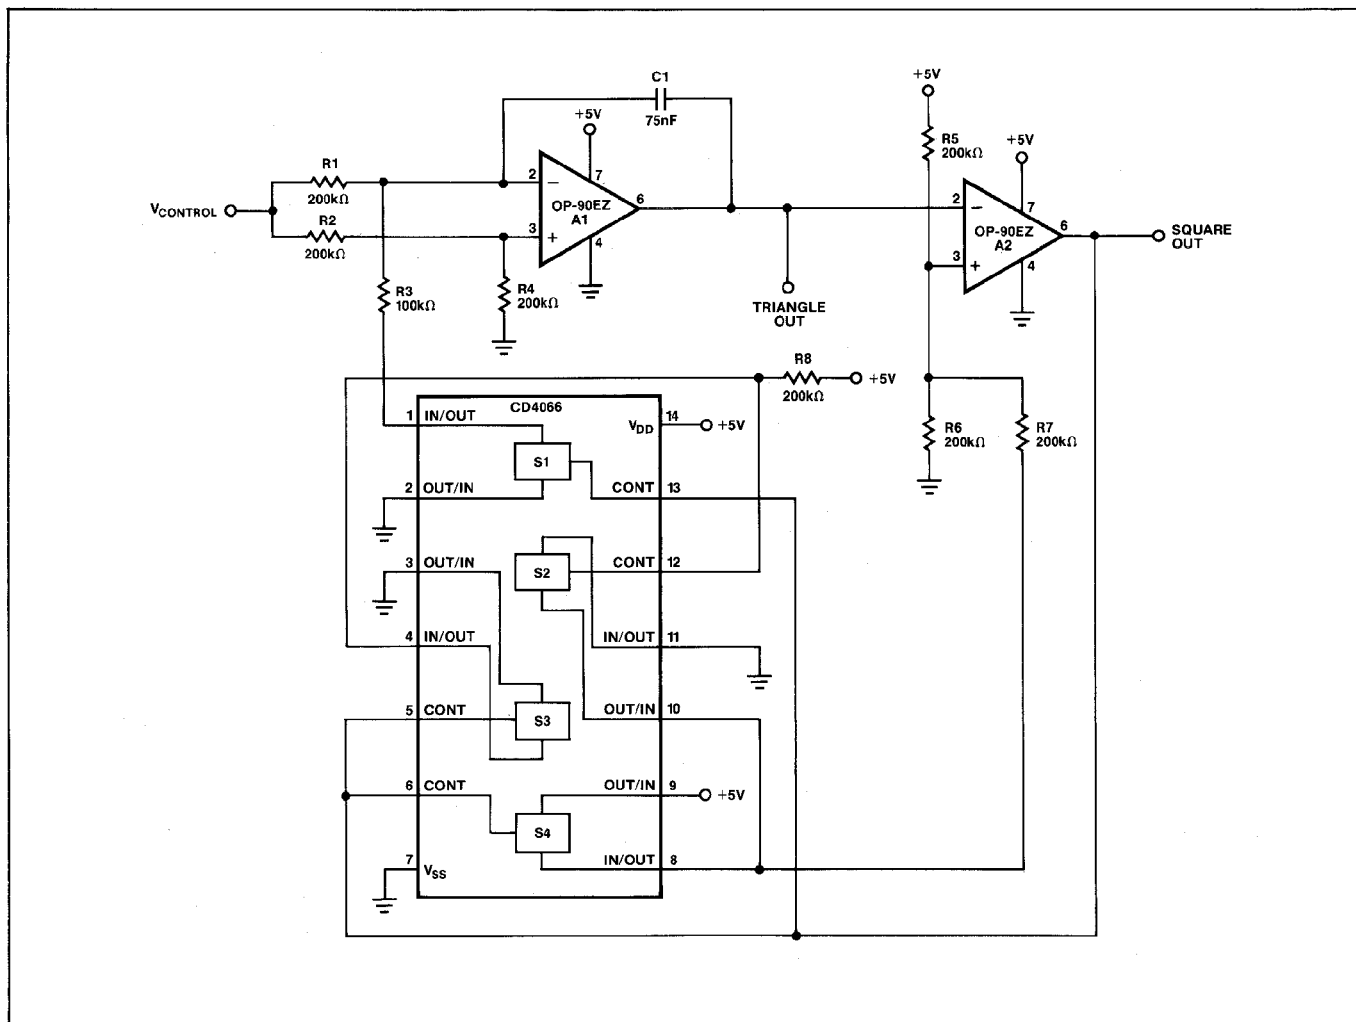 C1
75nF
+5V
R1
200kΩ
2
−
7
OP-90EZ
A1
6
VCONTROL
R2
200kΩ
3
+
4
R3
100kΩ
R4
200kΩ
TRIANGLE
OUT
+5V
R5
200kΩ
+5V
2
−
7
OP-90EZ
A2
6
SQUARE
OUT
3
+
4
R8
200kΩ
+5V
R6
200kΩ
R7
200kΩ
CD4066
1 IN/OUT
VDD 14 +5V
S1
2 OUT/IN
CONT 13
3 OUT/IN
S2
CONT 12
4 IN/OUT
IN/OUT 11
5 CONT
S3
OUT/IN 10
6 CONT
OUT/IN 9 +5V
S4
7 VSS
IN/OUT 8